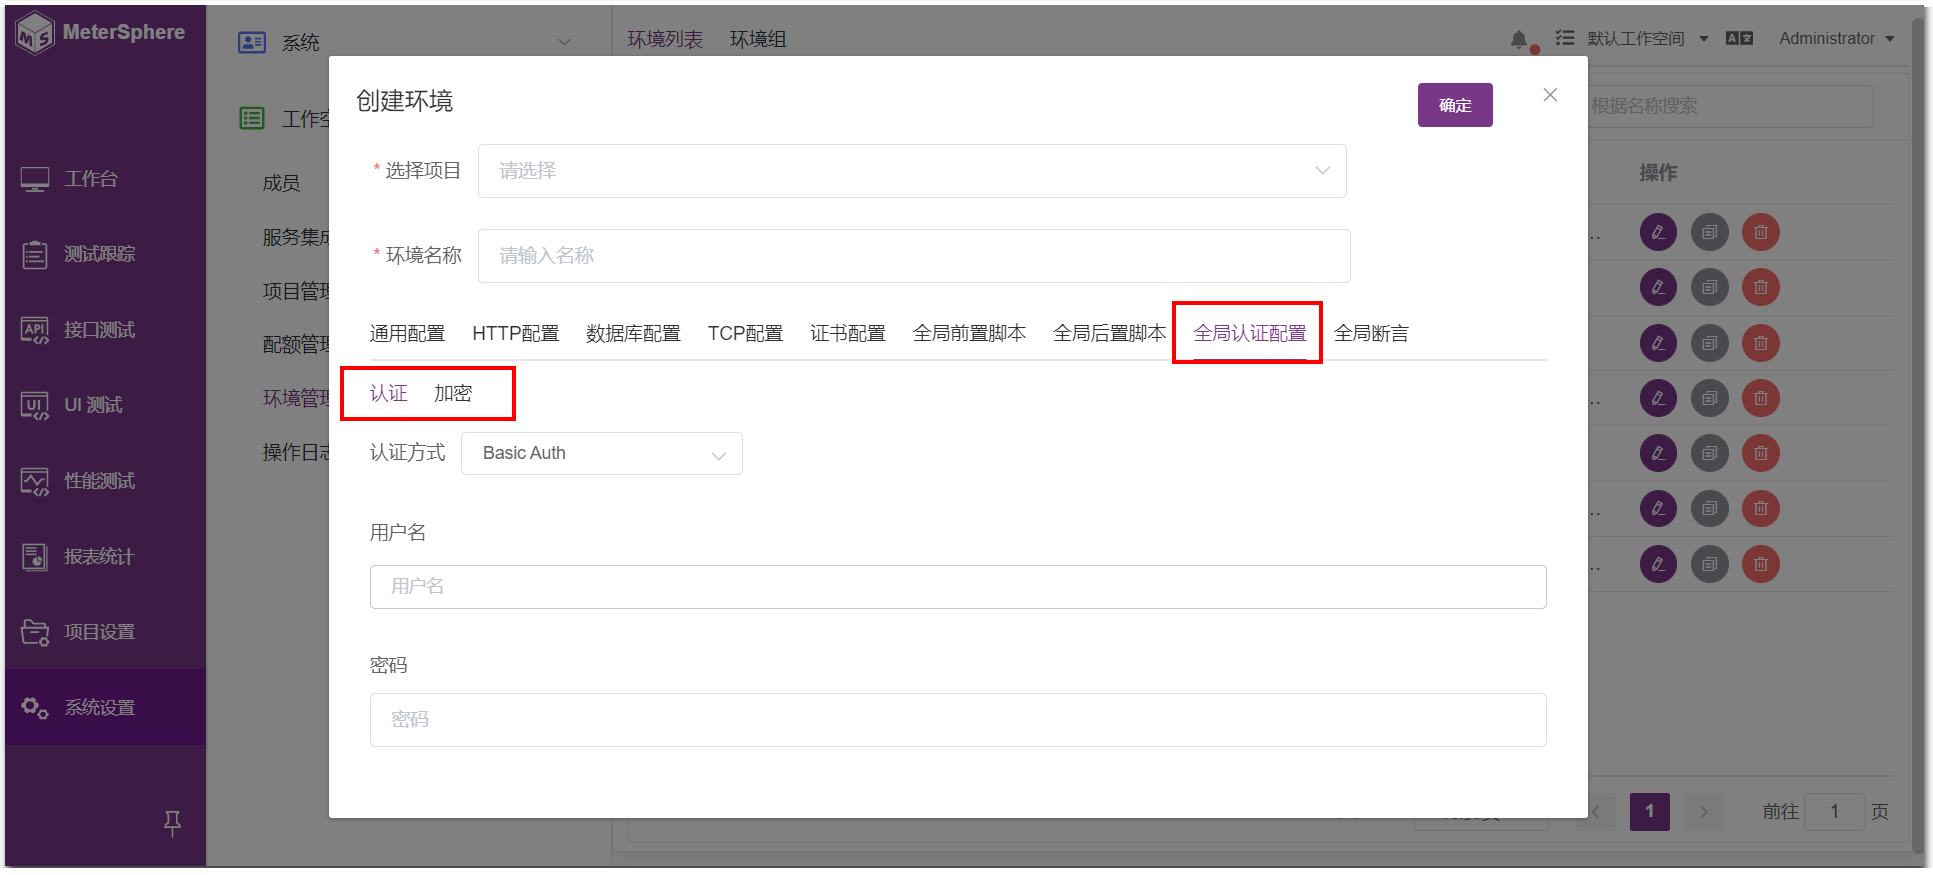 MeterSphere
工作台
测试跟踪
API
接口测试
UI
UI 测试
性能测试
报表统计
项目设置
系统设置
系统
工作空
成员
服务集成
项目管理
配额管理
环境管理
操作日志
环境列表 环境组
默认工作空间
Administrator
根据名称搜索
操作
创建环境
确定
* 选择项目
请选择
* 环境名称
请输入名称
通用配置 HTTP配置 数据库配置 TCP配置 证书配置 全局前置脚本 全局后置脚本 全局认证配置 全局断言
认证 加密
认证方式
Basic Auth
用户名
用户名
密码
密码
1
前往 1 页